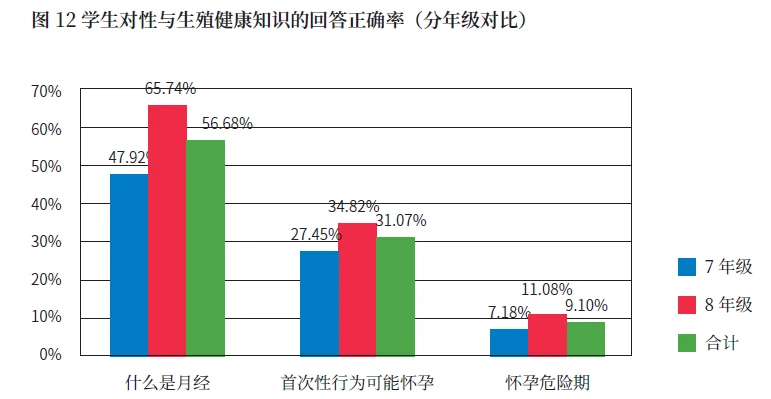 图 12 学生对性与生殖健康知识的回答正确率（分年级对比）
70%
60%
50%
40%
30%
20%
10%
0%
47.92%
65.74%
56.68%
27.45%
34.82%
31.07%
7.18%
11.08%
9.10%
什么是月经
首次性行为可能怀孕
怀孕危险期
7 年级
8 年级
合计